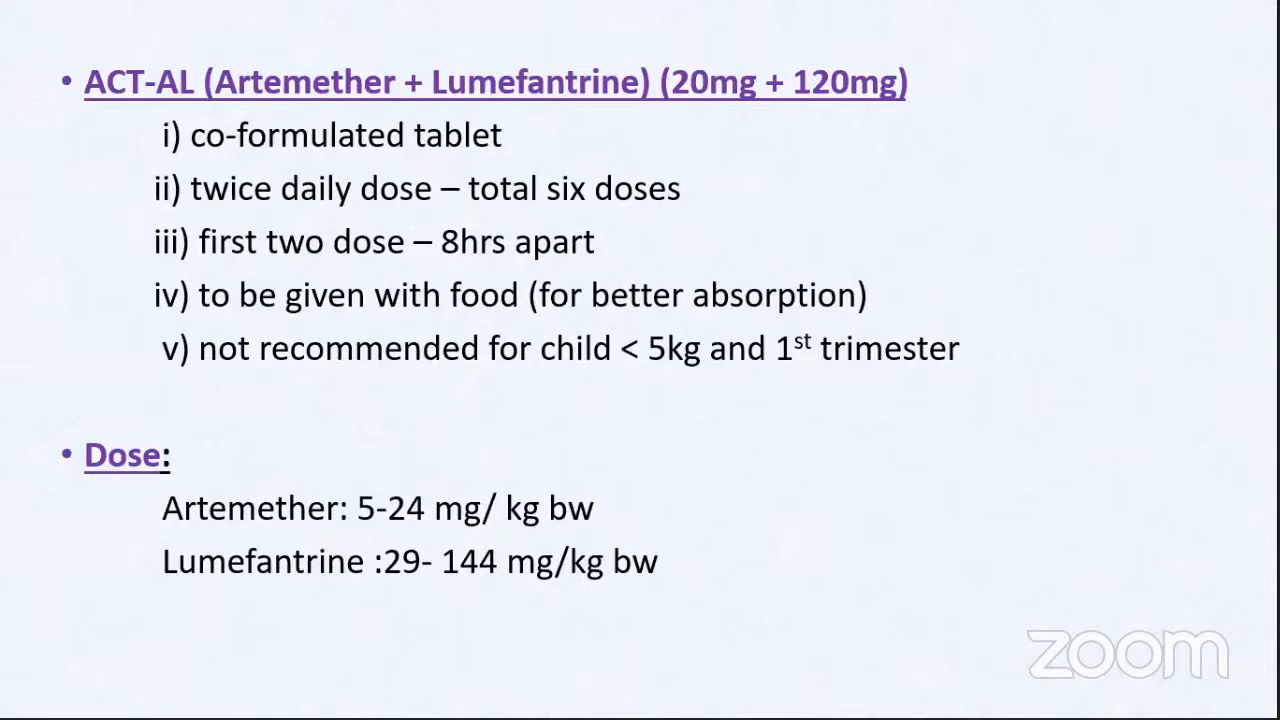 • ACT-AL (Artemether + Lumefantrine) (20mg + 120mg)
i) co-formulated tablet
ii) twice daily dose – total six doses
iii) first two dose – 8hrs apart
iv) to be given with food (for better absorption)
v) not recommended for child < 5kg and 1st trimester
• Dose:
Artemether: 5-24 mg/ kg bw
Lumefantrine :29- 144 mg/kg bw
zoom